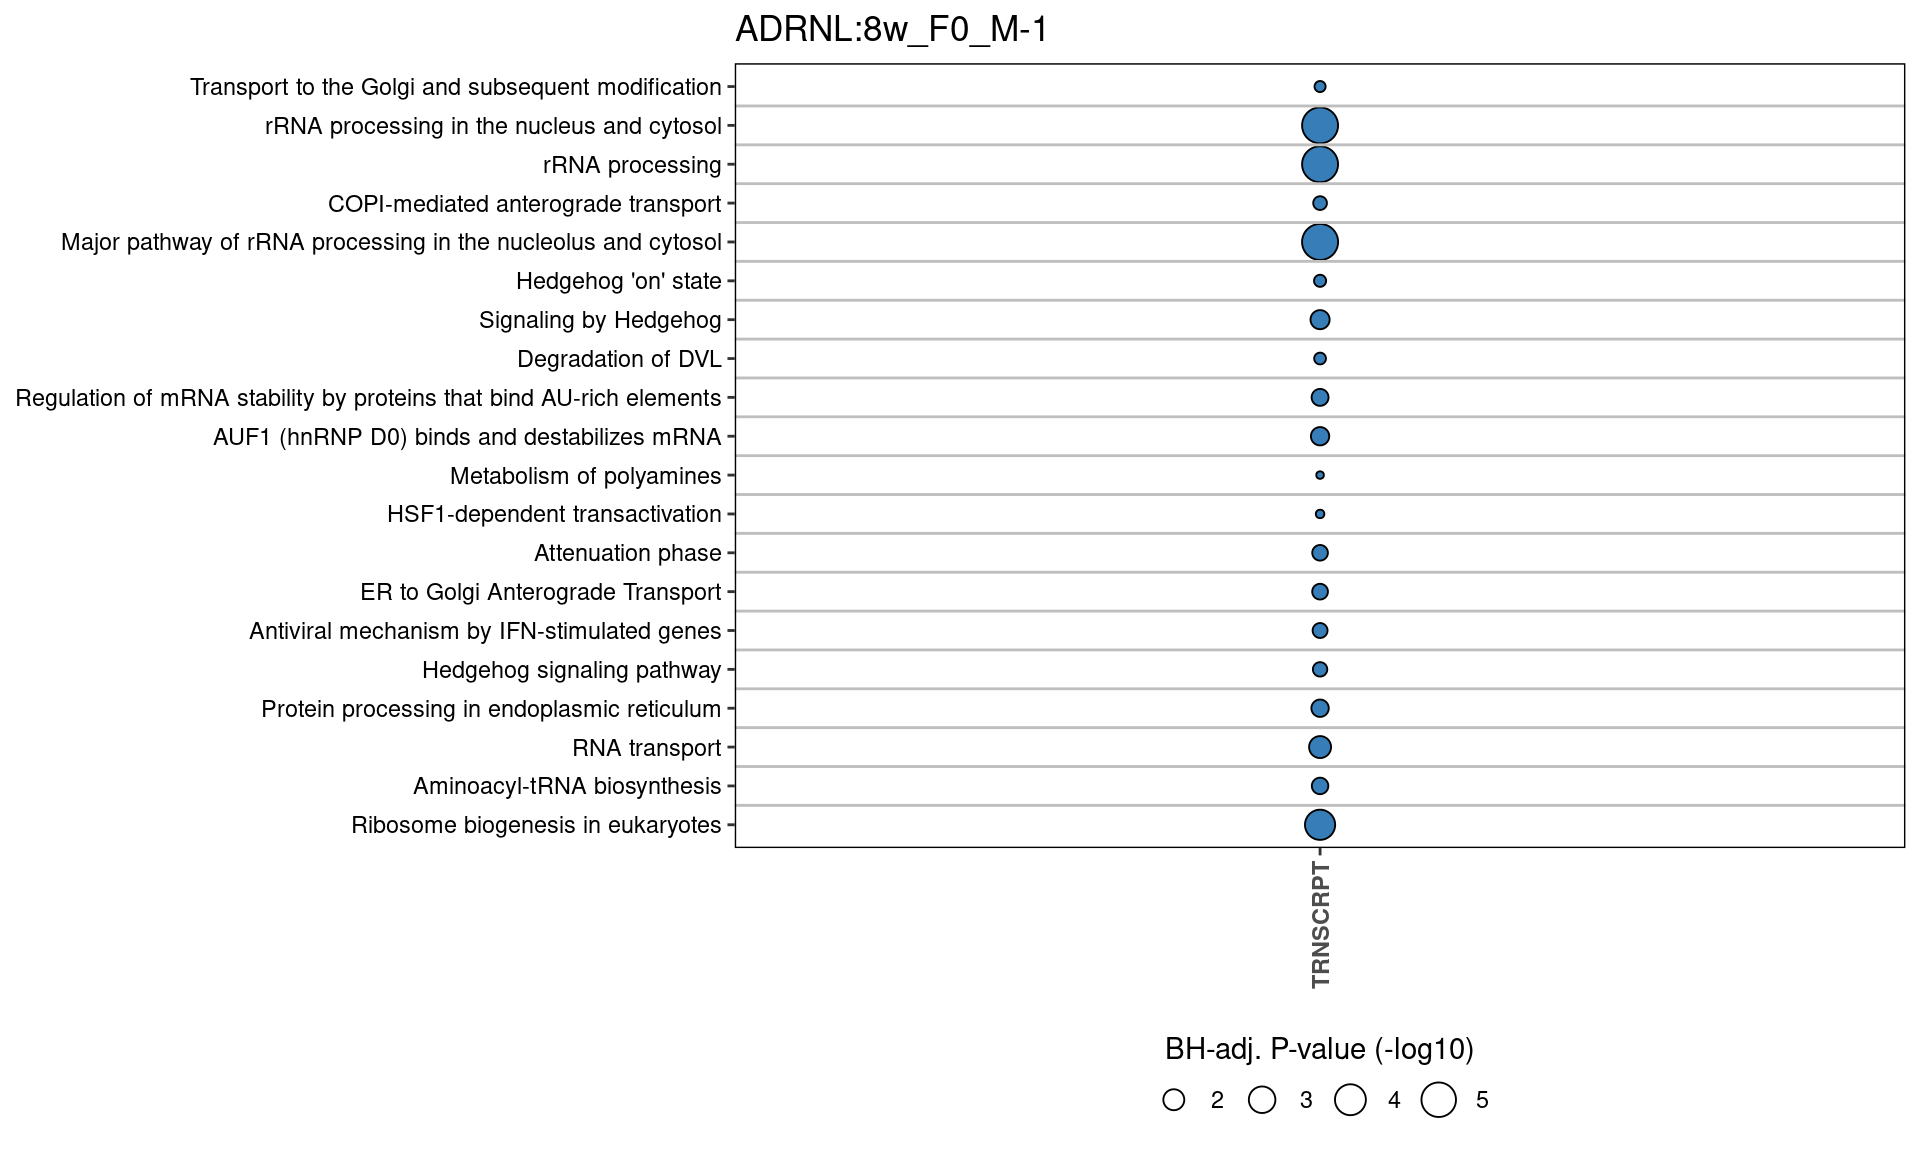 ADRNL:8w_F0_M-1
Transport to the Golgi and subsequent modification
rRNA processing in the nucleus and cytosol
rRNA processing
COPI-mediated anterograde transport
Major pathway of rRNA processing in the nucleolus and cytosol
Hedgehog 'on' state
Signaling by Hedgehog
Degradation of DVL
Regulation of mRNA stability by proteins that bind AU-rich elements
AUF1 (hnRNP D0) binds and destabilizes mRNA
Metabolism of polyamines
HSF1-dependent transactivation
Attenuation phase
ER to Golgi Anterograde Transport
Antiviral mechanism by IFN-stimulated genes
Hedgehog signaling pathway
Protein processing in endoplasmic reticulum
RNA transport
Aminoacyl-tRNA biosynthesis
Ribosome biogenesis in eukaryotes
TRNSCRPT
BH-adj. P-value (-log10)
2 3 4 5